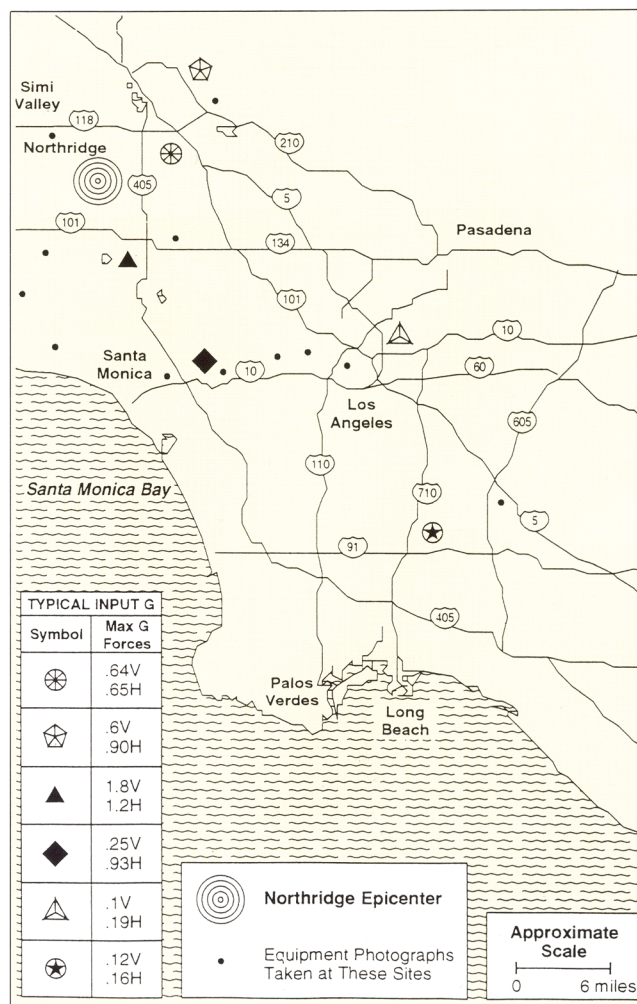 Simi
Valley
118
Northridge
210
405
5
101
134
Pasadena
101
10
Santa
Monica
10
60
Los
Angeles
605
110
710
Santa Monica Bay
5
91
405
Palos
Verdes
Long
Beach
TYPICAL INPUT G
Symbol
Max G
Forces
.64V
.65H
.6V
.90H
1.8V
1.2H
.25V
.93H
.1V
.19H
.12V
.16H
Northridge Epicenter
Equipment Photographs
Taken at These Sites
Approximate
Scale
0 6 miles